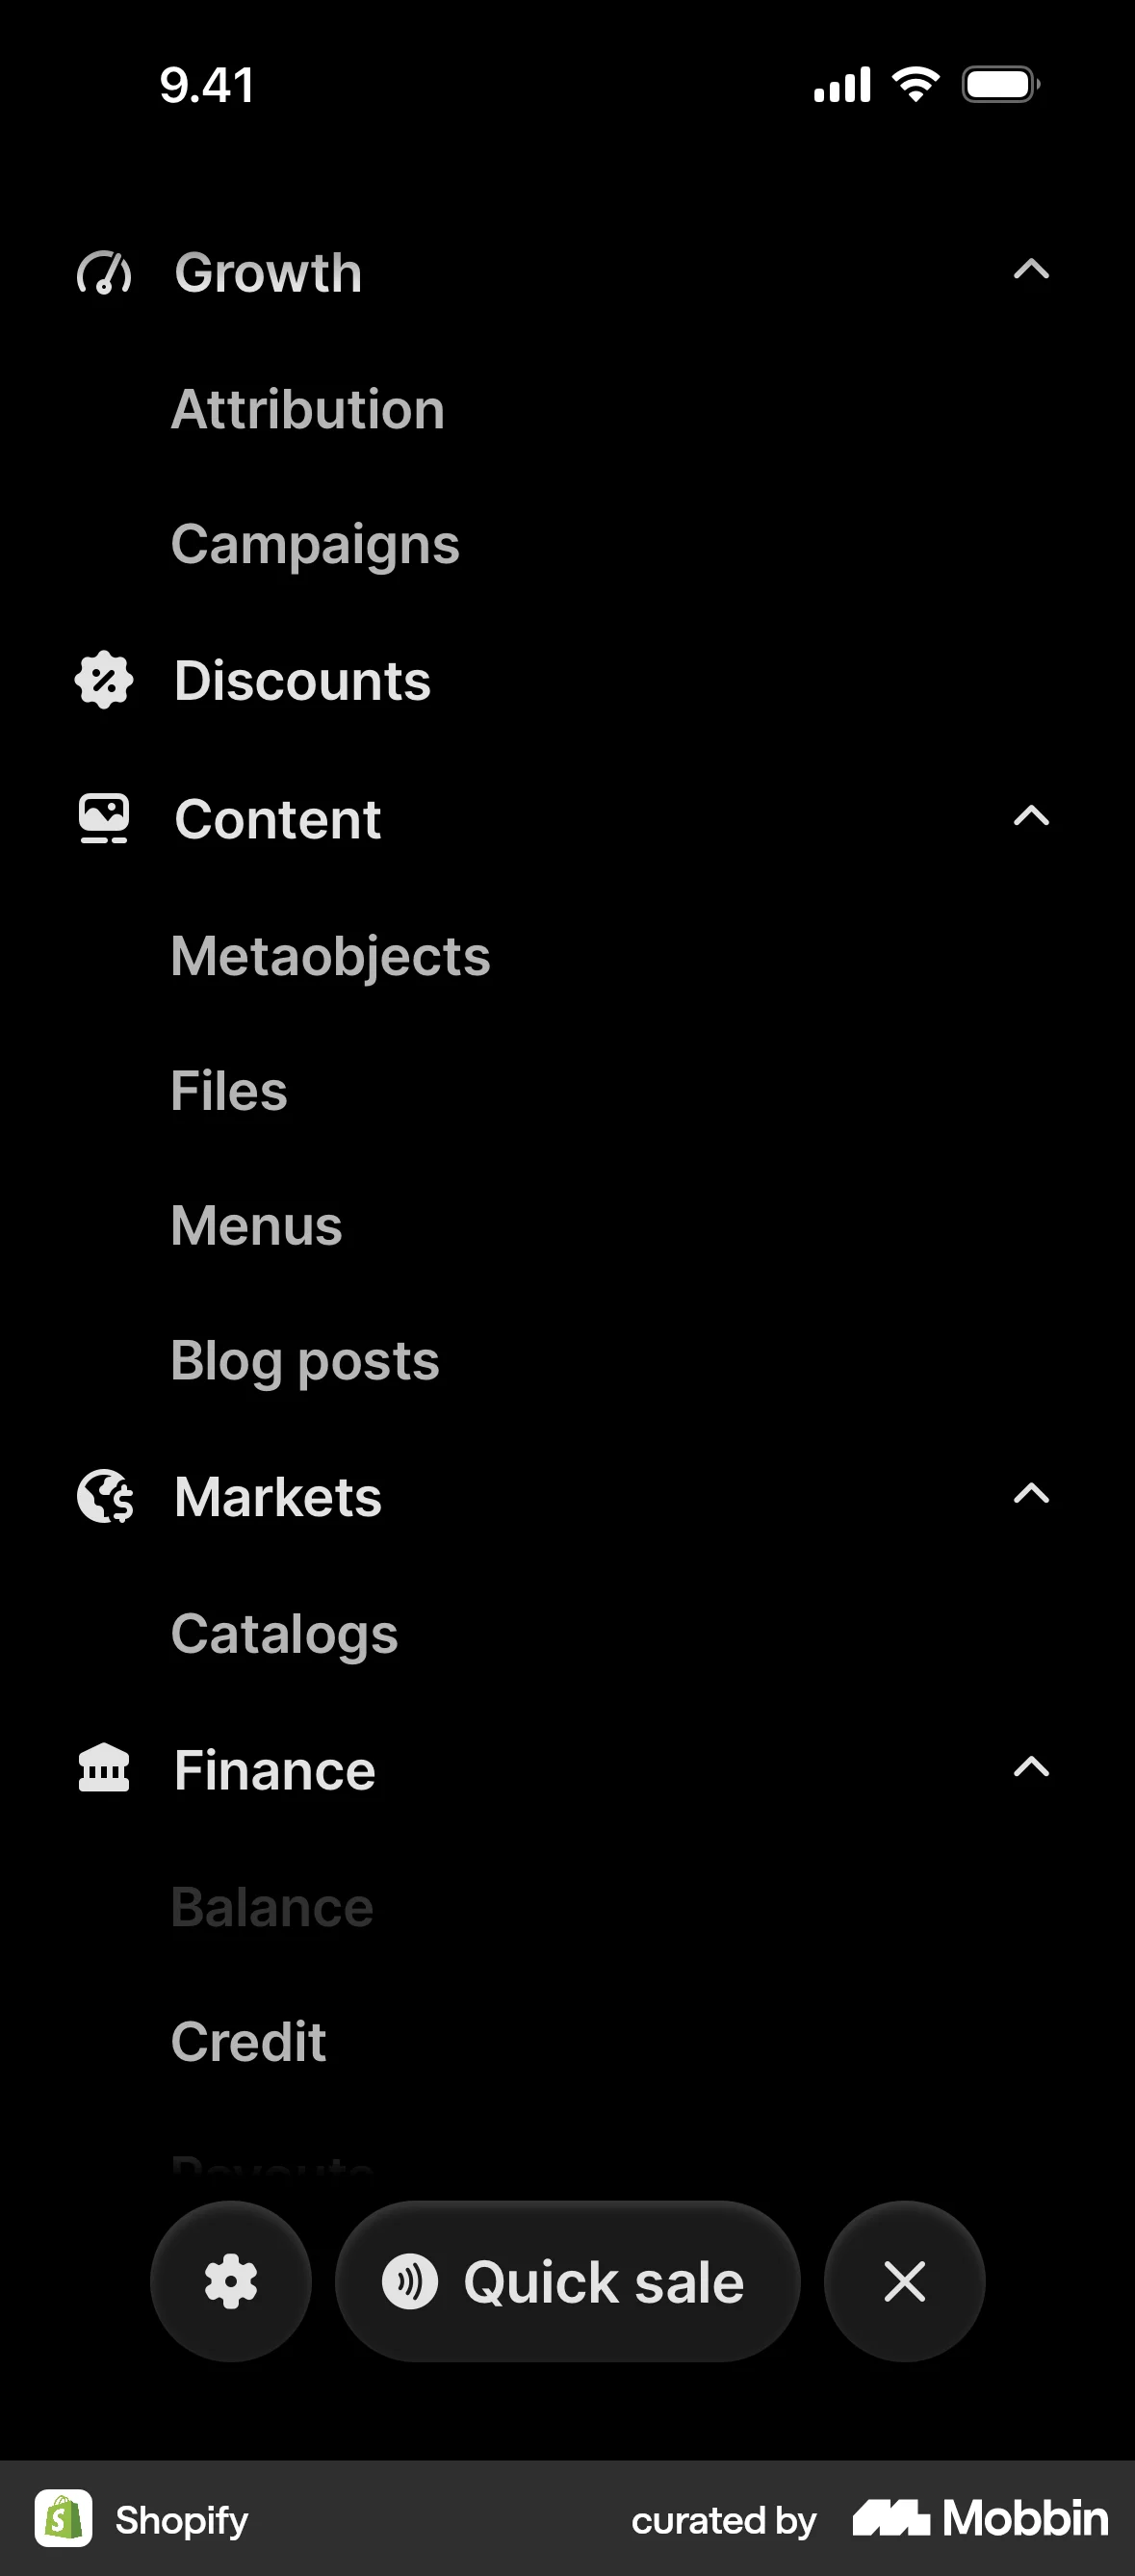 9.41
Growth
Attribution
Campaigns
Discounts
Content
Metaobjects
Files
Menus
Blog posts
Markets
Catalogs
Finance
Balance
Credit
Payouts
Quick sale
Shopify
curated by Mobbin